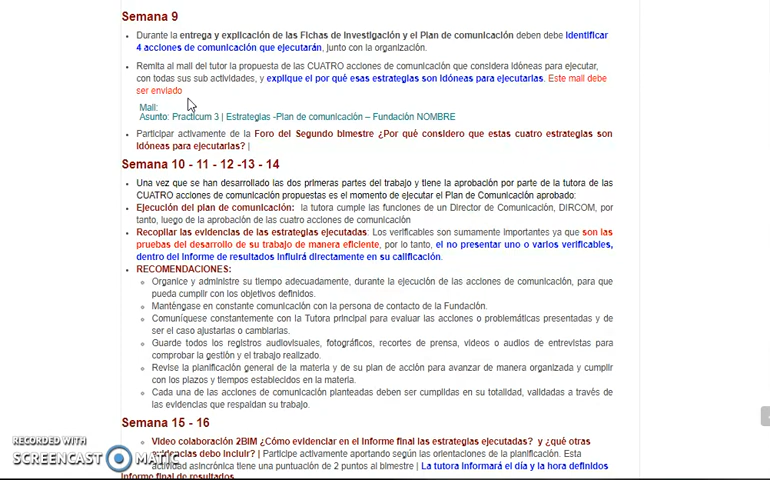 Semana 9
Durante la entrega y explicación de las Fichas de Investigación y el Plan de comunicación deben debe identificar
4 acciones de comunicación que ejecutarán, junto con la organización.
Remita al mail del tutor la propuesta de las CUATRO acciones de comunicación que considera idóneas para ejecutar,
con todas sus sub actividades, y explique el por qué esas estrategias son idóneas para ejecutarlas. Este mail debe
ser enviado
Mail:
Asunto: Practicum 3 | Estrategias -Plan de comunicación – Fundación NOMBRE
Participar activamente de la Foro del Segundo bimestre ¿Por qué considero que estas cuatro estrategias son
idóneas para ejecutarlas? |
Semana 10 - 11 - 12 -13 - 14
Una vez que se han desarrollado las dos primeras partes del trabajo y tiene la aprobación por parte de la tutora de las
CUATRO acciones de comunicación propuestas es el momento de ejecutar el Plan de Comunicación aprobado:
Ejecución del plan de comunicación: la tutora cumple las funciones de un Director de Comunicación, DIRCOM, por
tanto, luego de la aprobación de las cuatro acciones de comunicación
Recopilar las evidencias de las estrategias ejecutadas: Los verificables son sumamente importantes ya que son las
pruebas del desarrollo de su trabajo de manera eficiente, por lo tanto, el no presentar uno o varios verificables,
dentro del Informe de resultados influirá directamente en su calificación.
RECOMENDACIONES:
Organice y administre su tiempo adecuadamente, durante la ejecución de las acciones de comunicación, para que
pueda cumplir con los objetivos definidos.
Manténgase en constante comunicación con la persona de contacto de la Fundación.
Comuníquese constantemente con la Tutora principal para evaluar las acciones o problemáticas presentadas y de
ser el caso ajustarlas o cambiarlas.
Guarde todos los registros audiovisuales, fotográficos, recortes de prensa, videos o audios de entrevistas para
comprobar la gestión y el trabajo realizado.
Revise la planificación general de la materia y de su plan de acción para avanzar de manera organizada y cumplir
con los plazos y tiempos establecidos en la materia.
Cada una de las acciones de comunicación planteadas deben ser cumplidas en su totalidad, validadas a través de
las evidencias que respaldan su trabajo.
Semana 15 - 16
Video colaboración 2BIM ¿Cómo evidenciar en el informe final las estrategias ejecutadas? y ¿qué otras
evidencias debo incluir? | Participe activamente aportando según las orientaciones de la planificación. Esta
actividad asincrónica tiene una puntuación de 2 puntos al bimestre | La tutora informará el día y la hora definidos
Informe final de resultados
RECORDED WITH
SCREENCAST MATIC